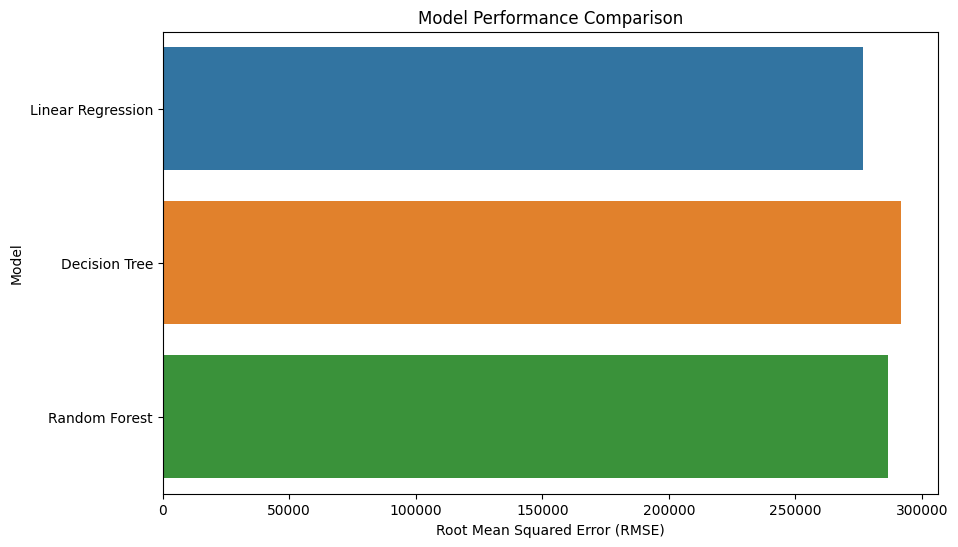 Model Performance Comparison
Model
Linear Regression
Decision Tree
Random Forest
0 50000 100000 150000 200000 250000 300000
Root Mean Squared Error (RMSE)